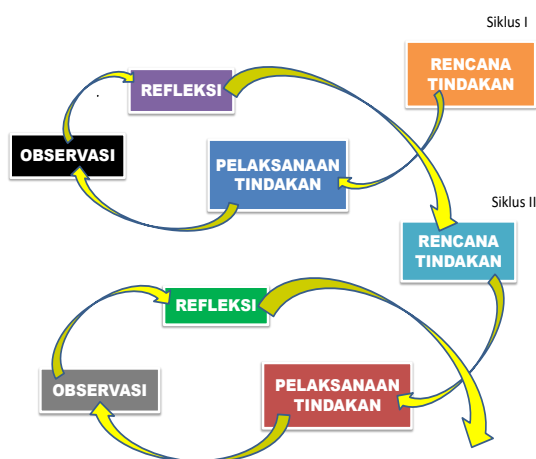 Siklus I
RENCANA
TINDAKAN
REFLEKSI
OBSERVASI
PELAKSANAAN
TINDAKAN
Siklus II
RENCANA
TINDAKAN
REFLEKSI
OBSERVASI
PELAKSANAAN
TINDAKAN